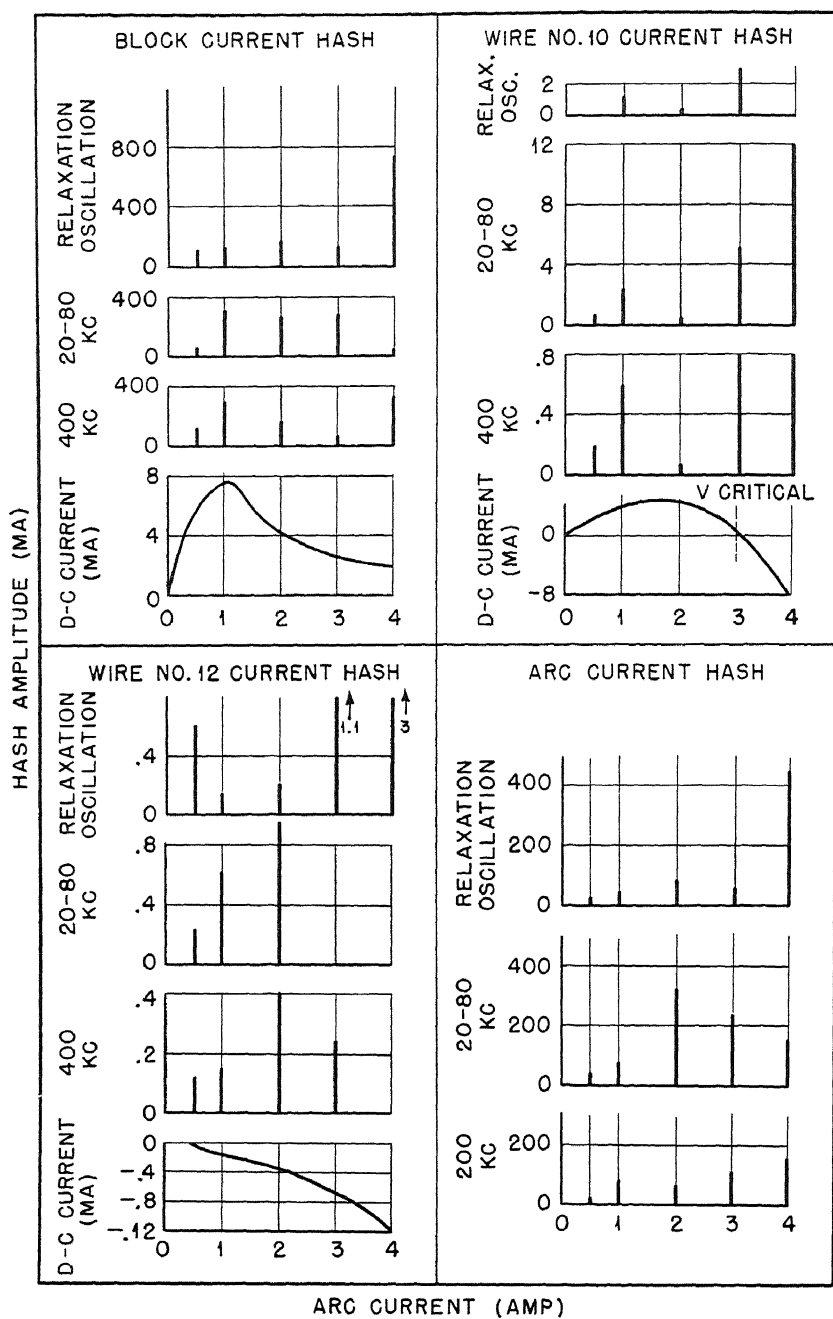 BLOCK CURRENT HASH
RELAXATION
OSCILLATION
800
400
0
20-80
KC
400
0
400
KC
400
0
D-C CURRENT
(MA)
8
4
0
0 1 2 3 4
WIRE NO.10 CURRENT HASH
RELAX.
OSC.
2
0
20-80
KC
12
8
4
0
400
KC
.8
.4
0
V CRITICAL
D-C CURRENT
(MA)
0
-8
0 1 2 3 4
WIRE NO.12 CURRENT HASH
RELAXATION
OSCILLATION
.4
0
1.1
3
20-80
KC
.8
.4
0
400
KC
.4
.2
0
D-C CURRENT
(MA)
0
-.4
-.8
-.12
0 1 2 3 4
ARC CURRENT HASH
RELAXATION
OSCILLATION
400
200
0
20-80
KC
400
200
0
200
KC
200
0
0 1 2 3 4
HASH AMPLITUDE (MA)
ARC CURRENT (AMP)